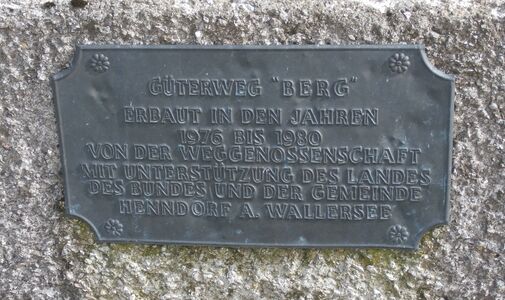 GÜTERWEG "BERG"
ERBAUT IN DEN JAHREN
1976 BIS 1980
VON DER WEGGENOSSENSCHAFT
MIT UNTERSTÜTZUNG DES LANDES
DES BUNDES UND DER GEMEINDE
HENNDORF A. WALLERSEE